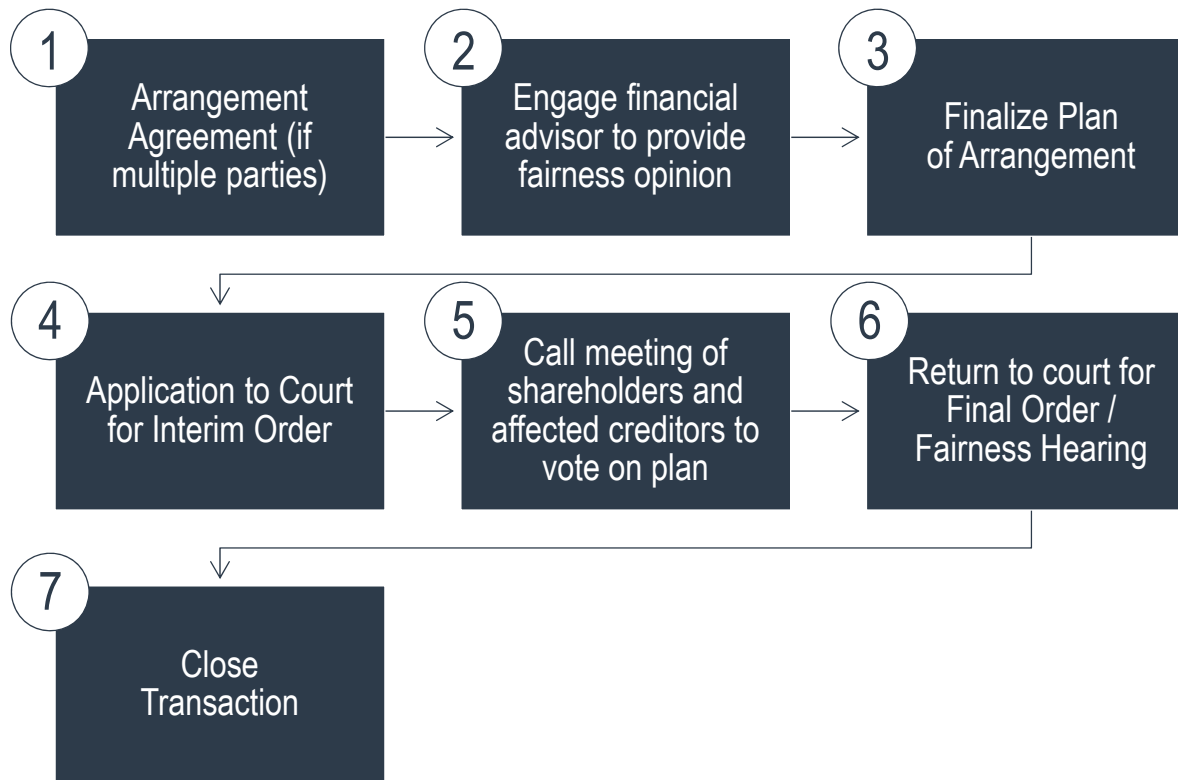 1
Arrangement
Agreement (if
multiple parties)
2
Engage financial
advisor to provide
fairness opinion
3
Finalize Plan
of Arrangement
4
Application to Court
for Interim Order
5
Call meeting of
shareholders and
affected creditors to
vote on plan
6
Return to court for
Final Order /
Fairness Hearing
7
Close
Transaction